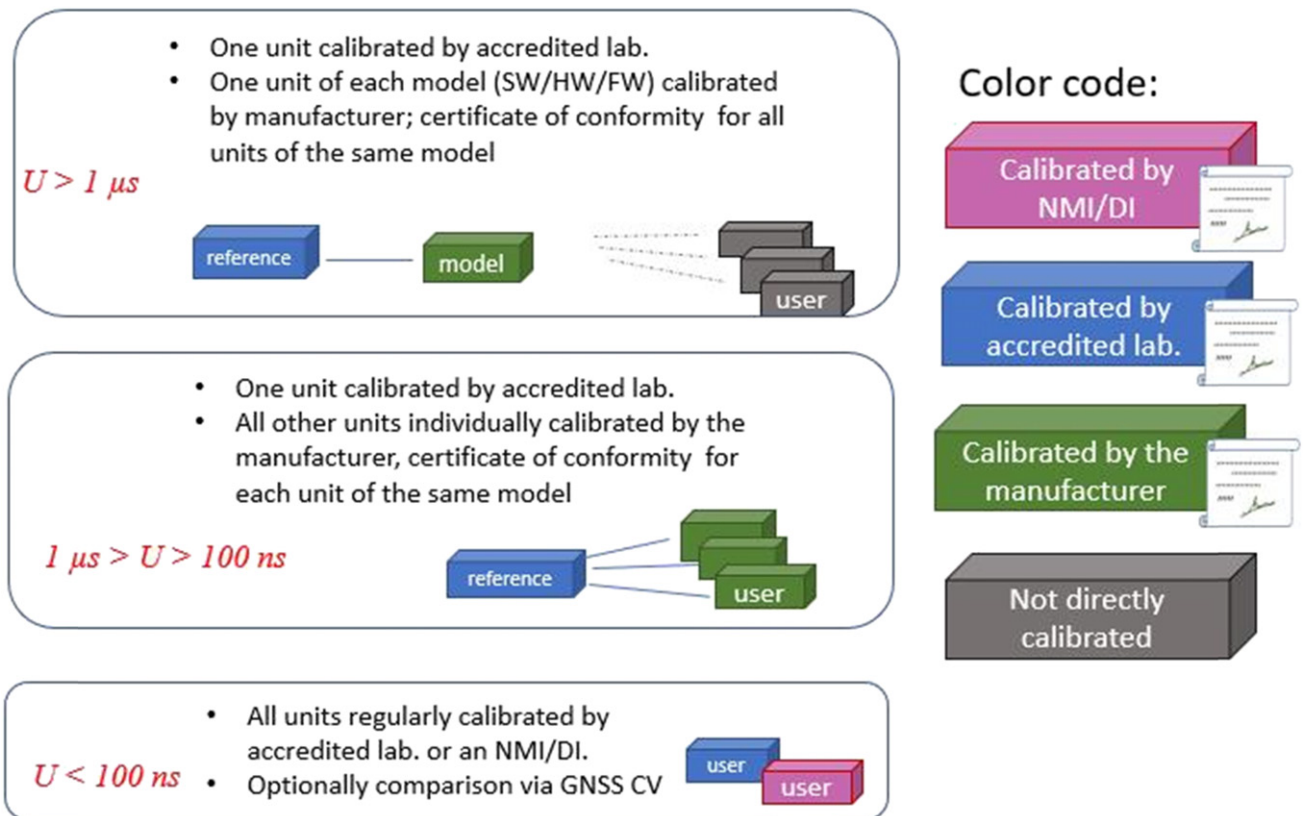 • One unit calibrated by accredited lab.
• One unit of each model (SW/HW/FW) calibrated
by manufacturer; certificate of conformity for all
units of the same model
U > 1 μs
reference
model
user
• One unit calibrated by accredited lab.
• All other units individually calibrated by the
manufacturer, certificate of conformity for
each unit of the same model
1 μs > U > 100 ns
reference
user
• All units regularly calibrated by
accredited lab. or an NMI/DI.
• Optionally comparison via GNSS CV
U < 100 ns
user
user
Color code:
Calibrated by
NMI/DI
Calibrated by
accredited lab.
Calibrated by the
manufacturer
Not directly
calibrated